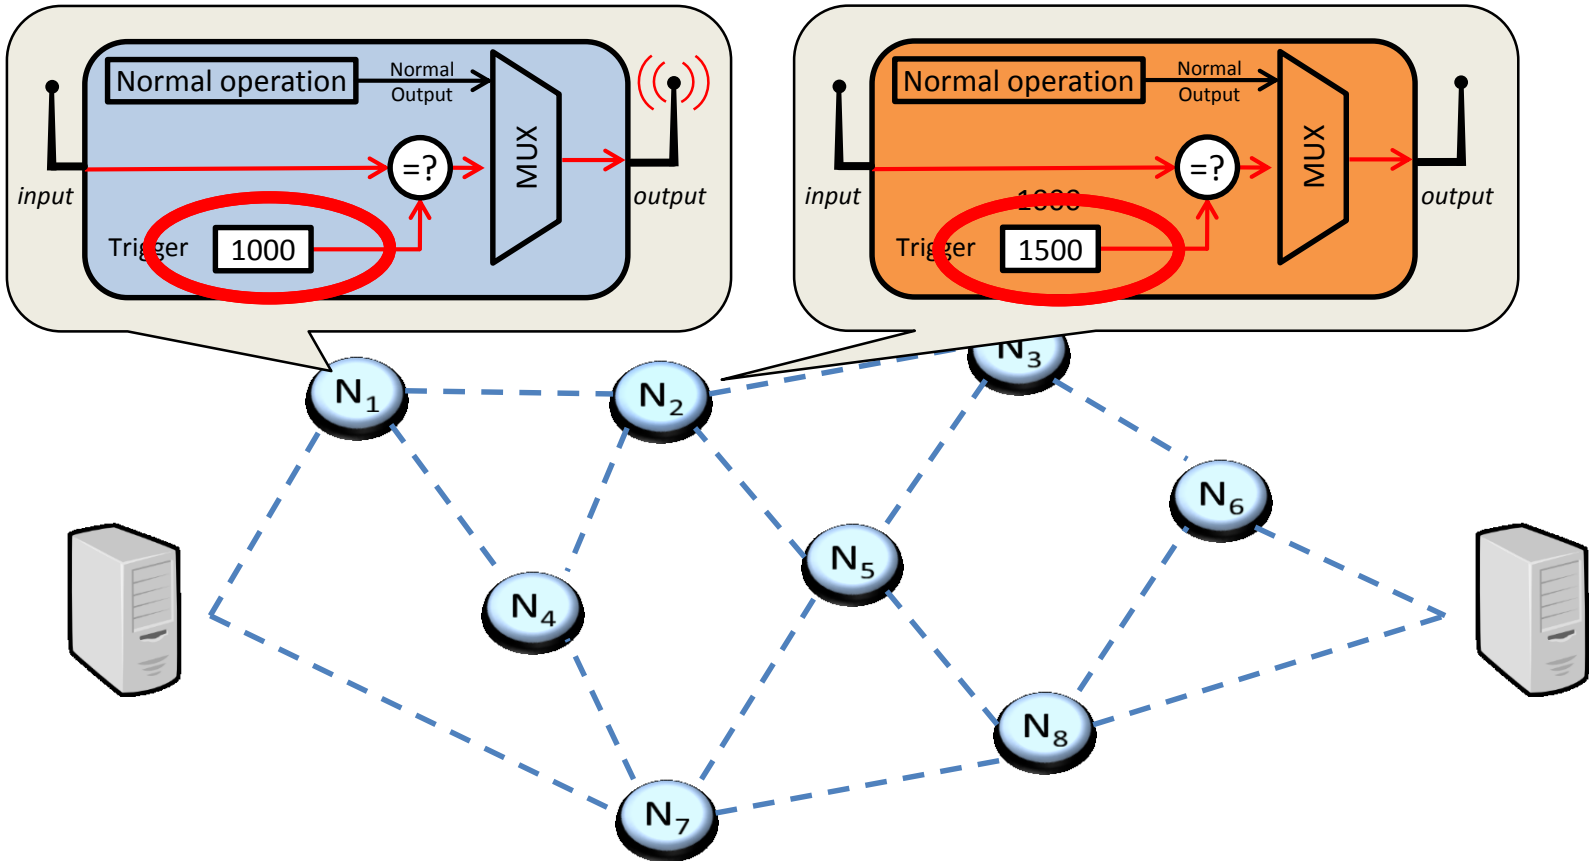 Normal operation
Normal
Output
MUX
=?
input
output
Trigger
1000
Normal operation
Normal
Output
MUX
=?
input
output
1000
Trigger
1500
N₁
N₂
N₃
N₆
N₅
N₄
N₈
N₇